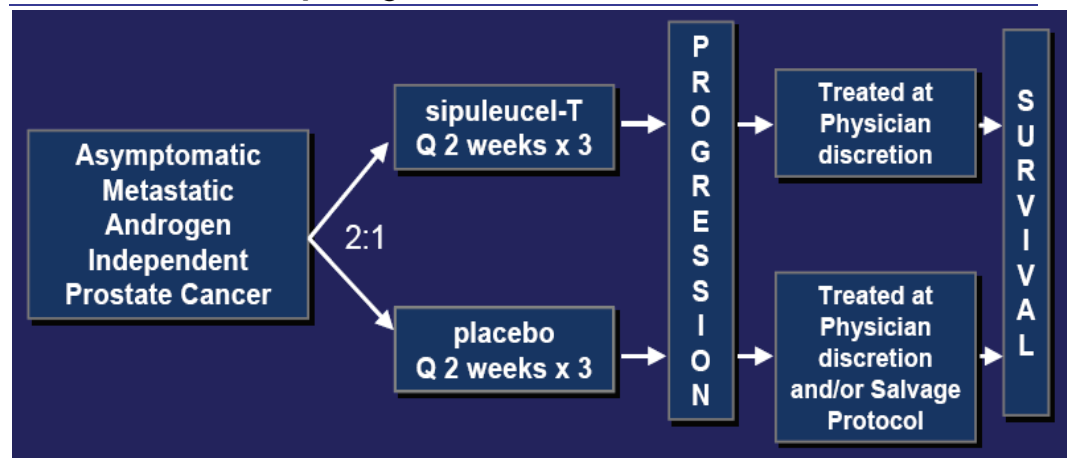 Asymptomatic
Metastatic
Androgen
Independent
Prostate Cancer
2:1
sipuleucel-T
Q 2 weeks x 3
placebo
Q 2 weeks x 3
PROGRESSION
Treated at
Physician
discretion
Treated at
Physician
discretion
and/or Salvage
Protocol
SURVIVAL